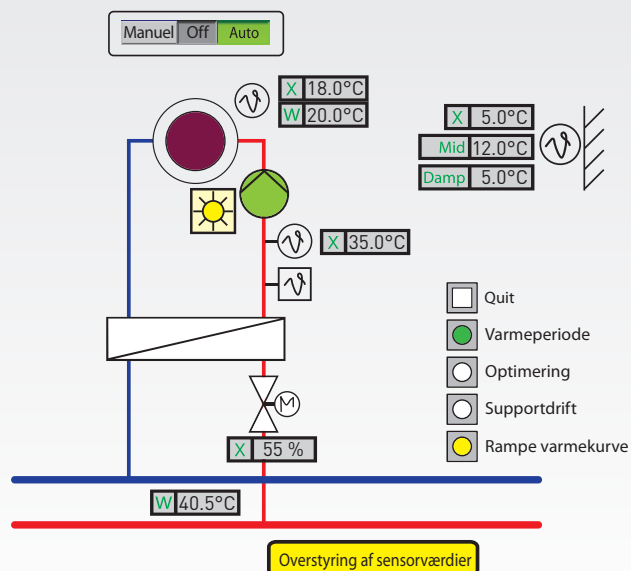 Manuel Off Auto
X 18.0°C
W 20.0°C
X 5.0°C
Mid 12.0°C
Damp 5.0°C
X 35.0°C
Quit
Varmeperiode
Optimering
Supportdrift
M
X 55 %
Rampe varmekurve
W 40.5°C
Overstyring af sensorværdier